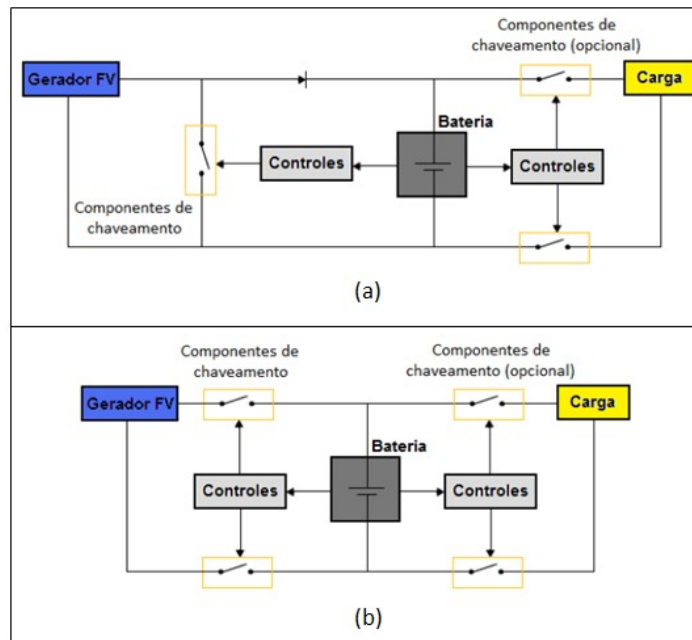 Componentes de
chaveamento (opcional)
Gerador FV
Carga
Bateria
Controles
Controles
Componentes de
chaveamento
(a)
Componentes de
chaveamento
Componentes de
chaveamento (opcional)
Gerador FV
Carga
Bateria
Controles
Controles
(b)